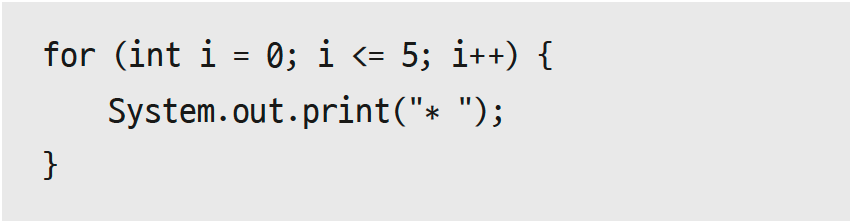 for (int i = 0; i <= 5; i++) {
    System.out.print("* ");
}